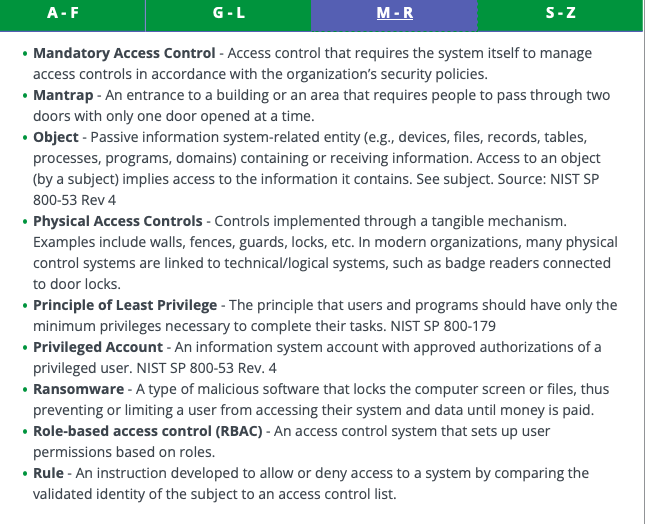 A - F G - L M - R S - Z
• Mandatory Access Control - Access control that requires the system itself to manage
access controls in accordance with the organization’s security policies.
• Mantrap - An entrance to a building or an area that requires people to pass through two
doors with only one door opened at a time.
• Object - Passive information system-related entity (e.g., devices, files, records, tables,
processes, programs, domains) containing or receiving information. Access to an object
(by a subject) implies access to the information it contains. See subject. Source: NIST SP
800-53 Rev 4
• Physical Access Controls - Controls implemented through a tangible mechanism.
Examples include walls, fences, guards, locks, etc. In modern organizations, many physical
control systems are linked to technical/logical systems, such as badge readers connected
to door locks.
• Principle of Least Privilege - The principle that users and programs should have only the
minimum privileges necessary to complete their tasks. NIST SP 800-179
• Privileged Account - An information system account with approved authorizations of a
privileged user. NIST SP 800-53 Rev. 4
• Ransomware - A type of malicious software that locks the computer screen or files, thus
preventing or limiting a user from accessing their system and data until money is paid.
• Role-based access control (RBAC) - An access control system that sets up user
permissions based on roles.
• Rule - An instruction developed to allow or deny access to a system by comparing the
validated identity of the subject to an access control list.